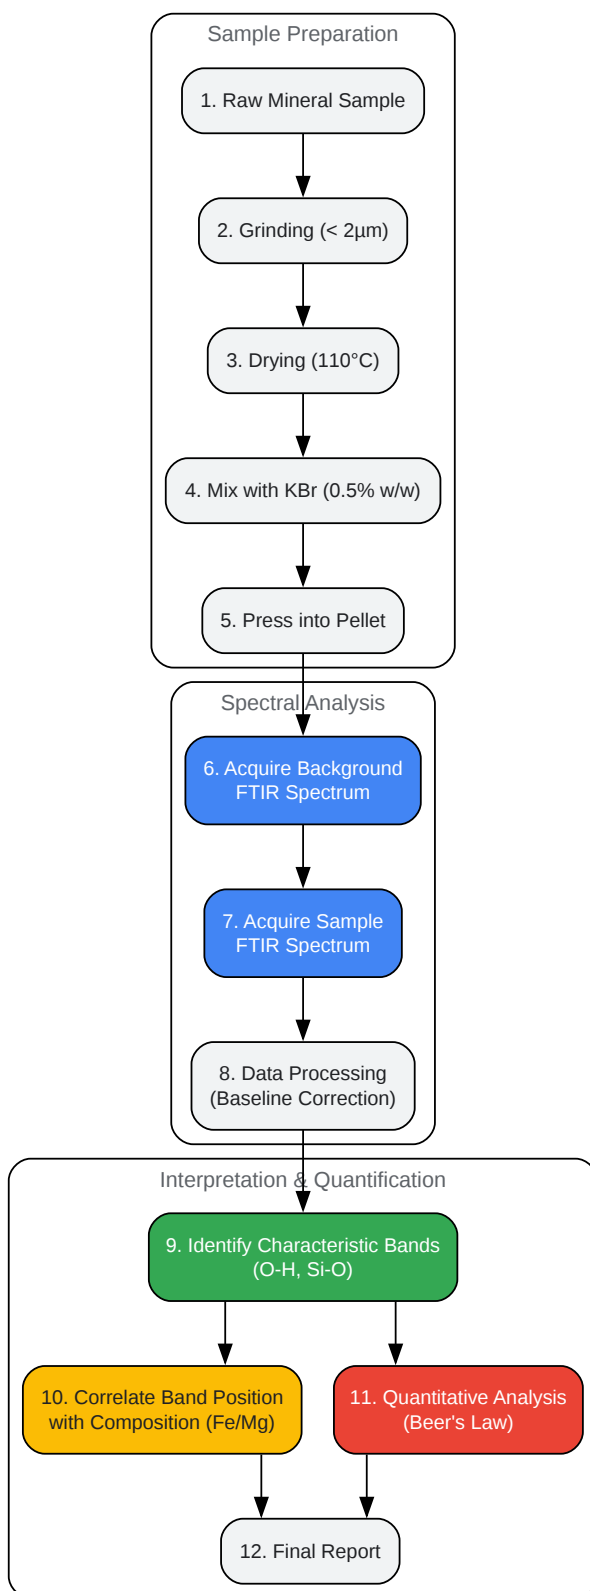 Sample Preparation
1. Raw Mineral Sample
2. Grinding (< 2µm)
3. Drying (110°C)
4. Mix with KBr (0.5% w/w)
5. Press into Pellet
Spectral Analysis
6. Acquire Background
FTIR Spectrum
7. Acquire Sample
FTIR Spectrum
8. Data Processing
(Baseline Correction)
Interpretation & Quantification
9. Identify Characteristic Bands
(O-H, Si-O)
10. Correlate Band Position
with Composition (Fe/Mg)
11. Quantitative Analysis
(Beer's Law)
12. Final Report